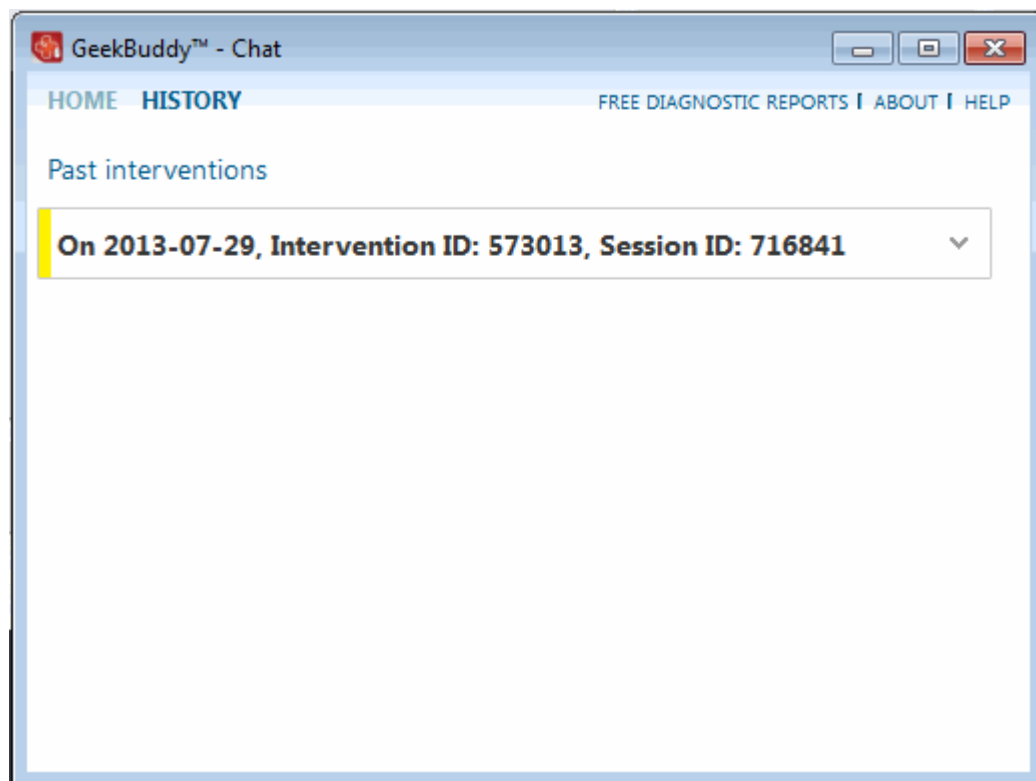 GeekBuddy™ - Chat
HOME HISTORY FREE DIAGNOSTIC REPORTS | ABOUT | HELP
Past interventions
On 2013-07-29, Intervention ID: 573013, Session ID: 716841